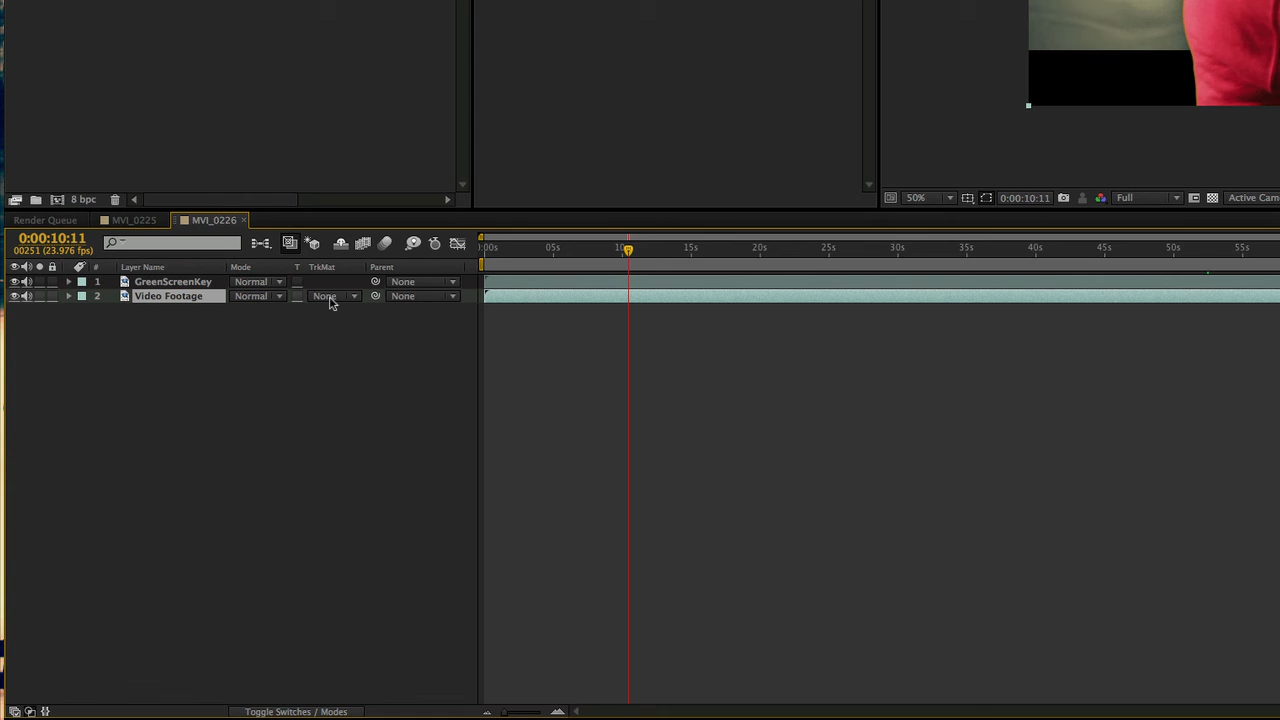 8 bpc
50%
0:00:10:11
Full
Active Cam
Render Queue
MVI_0225
MVI_0226
0:00:10:11
00251 (23.976 fps)
:00s
05s
10s
15s
20s
25s
30s
35s
40s
45s
50s
55s
#
Layer Name
Mode
T
TrkMat
Parent
1
GreenScreenKey
Normal
None
2
Video Footage
Normal
None
None
Toggle Switches / Modes